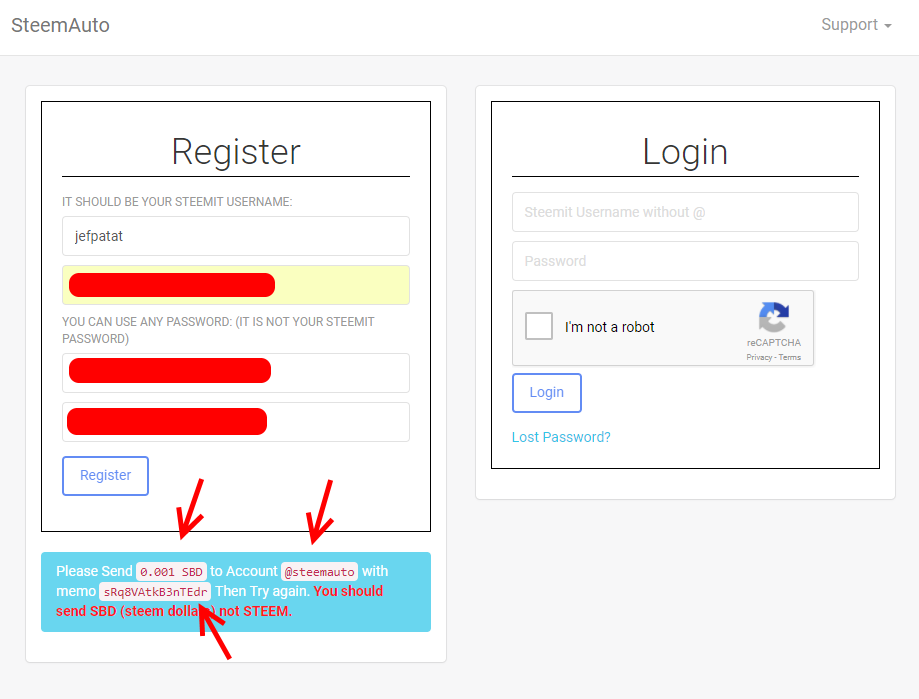 SteemAuto
Support
Register
IT SHOULD BE YOUR STEEMIT USERNAME:
jefpatat
YOU CAN USE ANY PASSWORD: (IT IS NOT YOUR STEEMIT
PASSWORD)
Register
Please Send 0.001 SBD to Account @steemauto with
memo sRq8VAtkB3nTEdr Then Try again. You should
send SBD (steem dollars) not STEEM.
Login
Steemit Username without @
Password
I'm not a robot
reCAPTCHA
Privacy - Terms
Login
Lost Password?